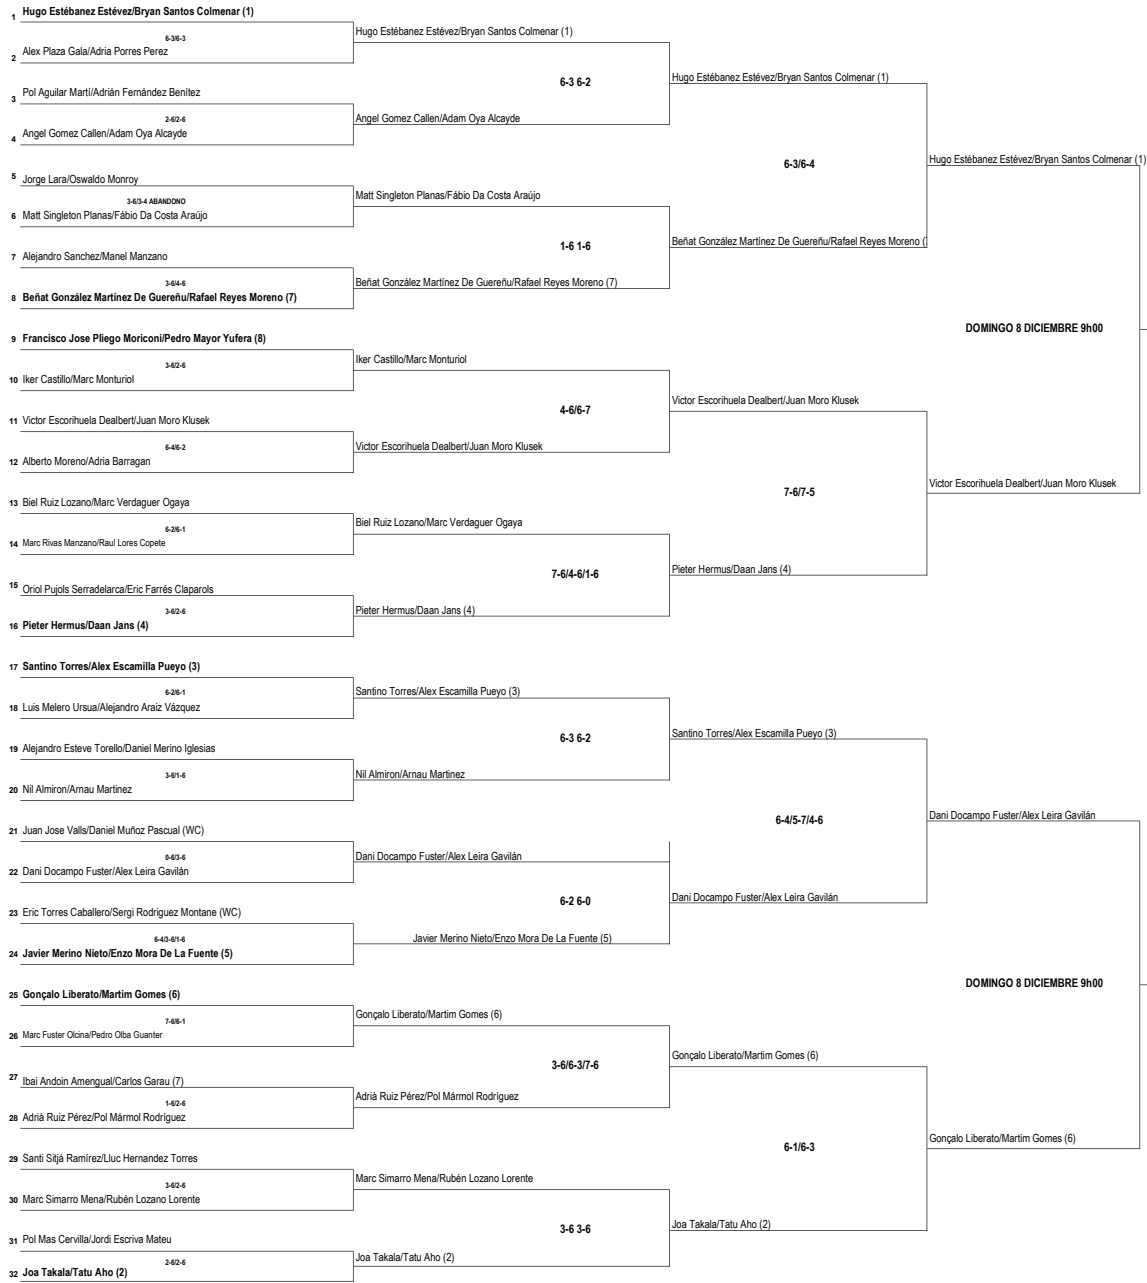 1 Hugo Estébanez Estévez/Bryan Santos Colmenar (1)
6-3/6-3
Hugo Estébanez Estévez/Bryan Santos Colmenar (1)
2 Alex Plaza Gala/Adria Porres Perez
6-3 6-2
Hugo Estébanez Estévez/Bryan Santos Colmenar (1)
3 Pol Aguilar Martí/Adrián Fernández Benítez
2-6/2-6
Angel Gomez Callen/Adam Oya Alcayde
4 Angel Gomez Callen/Adam Oya Alcayde
6-3/6-4
Hugo Estébanez Estévez/Bryan Santos Colmenar (1)
5 Jorge Lara/Oswaldo Monroy
3-6/3-4 ABANDONO
Matt Singleton Planas/Fábio Da Costa Araújo
6 Matt Singleton Planas/Fábio Da Costa Araújo
1-6 1-6
Beñat González Martínez De Guereñu/Rafael Reyes Moreno (
7 Alejandro Sanchez/Manel Manzano
3-6/4-6
Beñat González Martínez De Guereñu/Rafael Reyes Moreno (7)
8 Beñat González Martínez De Guereñu/Rafael Reyes Moreno (7)
DOMINGO 8 DICIEMBRE 9h00
9 Francisco Jose Pliego Moriconi/Pedro Mayor Yufera (8)
3-6/2-6
Iker Castillo/Marc Monturiol
10 Iker Castillo/Marc Monturiol
4-6/6-7
Victor Escorihuela Dealbert/Juan Moro Klusek
11 Victor Escorihuela Dealbert/Juan Moro Klusek
6-4/6-2
Victor Escorihuela Dealbert/Juan Moro Klusek
12 Alberto Moreno/Adria Barragan
7-6/7-5
Victor Escorihuela Dealbert/Juan Moro Klusek
13 Biel Ruiz Lozano/Marc Verdaguer Ogaya
6-2/6-1
Biel Ruiz Lozano/Marc Verdaguer Ogaya
14 Marc Rivas Manzano/Raul Lores Copete
7-6/4-6/1-6
Pieter Hermus/Daan Jans (4)
15 Oriol Pujols Serradelarca/Eric Farrés Claparols
3-6/2-6
Pieter Hermus/Daan Jans (4)
16 Pieter Hermus/Daan Jans (4)
17 Santino Torres/Alex Escamilla Pueyo (3)
6-2/6-1
Santino Torres/Alex Escamilla Pueyo (3)
18 Luis Melero Ursua/Alejandro Araiz Vázquez
6-3 6-2
Santino Torres/Alex Escamilla Pueyo (3)
19 Alejandro Esteve Torello/Daniel Merino Iglesias
3-6/1-6
Nil Almiron/Arnau Martinez
20 Nil Almiron/Arnau Martinez
6-4/5-7/4-6
Dani Docampo Fuster/Alex Leira Gavilán
21 Juan Jose Valls/Daniel Muñoz Pascual (WC)
0-6/3-6
Dani Docampo Fuster/Alex Leira Gavilán
22 Dani Docampo Fuster/Alex Leira Gavilán
6-2 6-0
Dani Docampo Fuster/Alex Leira Gavilán
23 Eric Torres Caballero/Sergi Rodriguez Montane (WC)
6-4/3-6/1-6
Javier Merino Nieto/Enzo Mora De La Fuente (5)
24 Javier Merino Nieto/Enzo Mora De La Fuente (5)
DOMINGO 8 DICIEMBRE 9h00
25 Gonçalo Liberato/Martim Gomes (6)
7-6/6-1
Gonçalo Liberato/Martim Gomes (6)
26 Marc Fuster Olcina/Pedro Olba Guanter
3-6/6-3/7-6
Gonçalo Liberato/Martim Gomes (6)
27 Ibai Andoin Amengual/Carlos Garau (7)
1-6/2-6
Adrià Ruiz Pérez/Pol Mármol Rodríguez
28 Adrià Ruiz Pérez/Pol Mármol Rodríguez
6-1/6-3
Gonçalo Liberato/Martim Gomes (6)
29 Santi Sitjá Ramírez/Lluc Hernandez Torres
3-6/2-6
Marc Simarro Mena/Rubén Lozano Lorente
30 Marc Simarro Mena/Rubén Lozano Lorente
3-6 3-6
Joa Takala/Tatu Aho (2)
31 Pol Mas Cervilla/Jordi Escriva Mateu
2-6/2-6
Joa Takala/Tatu Aho (2)
32 Joa Takala/Tatu Aho (2)